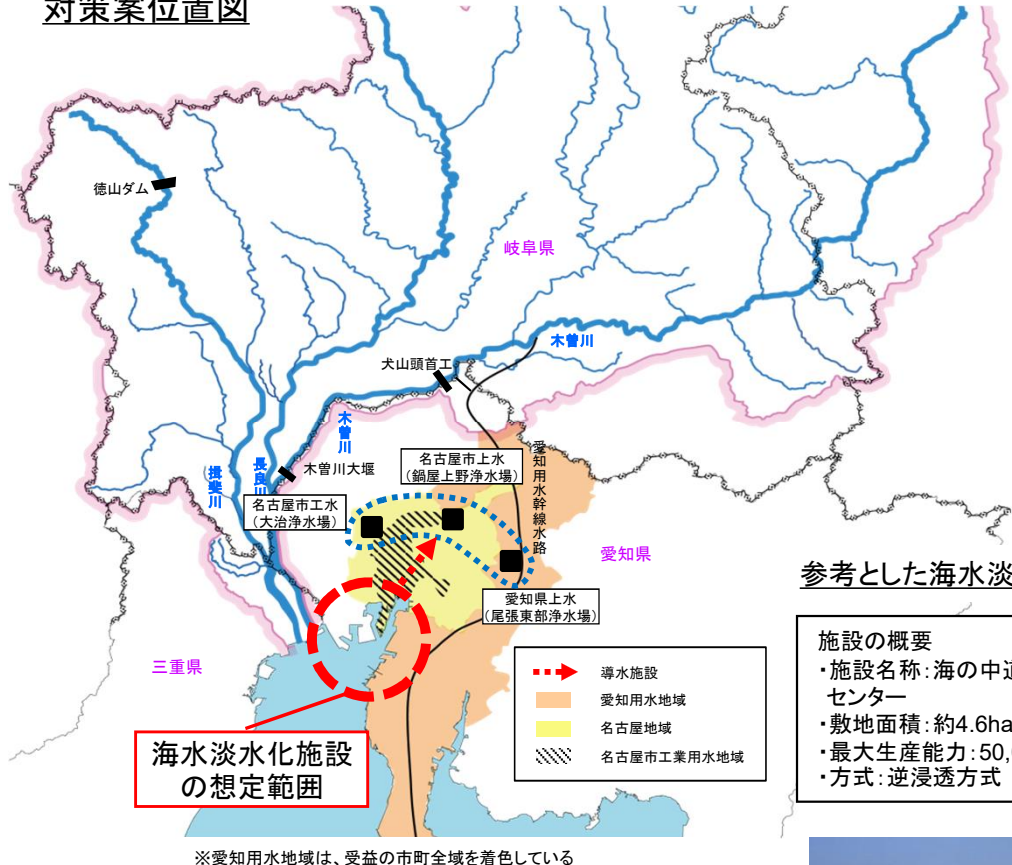 対策案位置図
徳山ダム
岐阜県
木曽川
犬山頭首工
木曽川
揖斐川
長良川
木曽川大堰
名古屋市上水
(鍋屋上野浄水場)
名古屋市工水
(大治浄水場)
愛知用水幹線水路
愛知県
愛知県上水
(尾張東部浄水場)
三重県
海水淡水化施設
の想定範囲
導水施設
愛知用水地域
名古屋地域
名古屋市工業用水地域
※愛知用水地域は、受益の市町全域を着色している
参考とした海水淡
施設の概要
・施設名称:海の中道
センター
・敷地面積:約4.6ha
・最大生産能力:50,
・方式:逆浸透方式